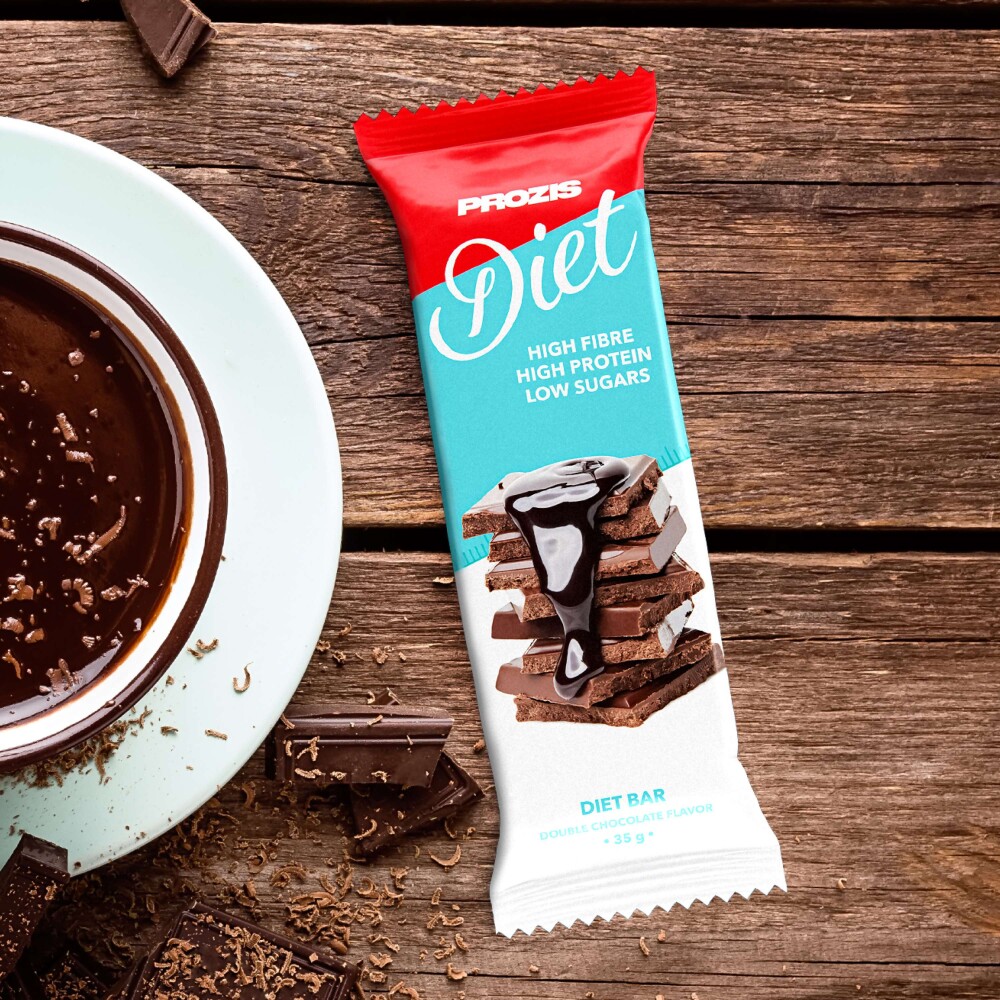 PROZIS
Diet
HIGH FIBRE
HIGH PROTEIN
LOW SUGARS
DIET BAR
DOUBLE CHOCOLATE FLAVOR
• 35 g •